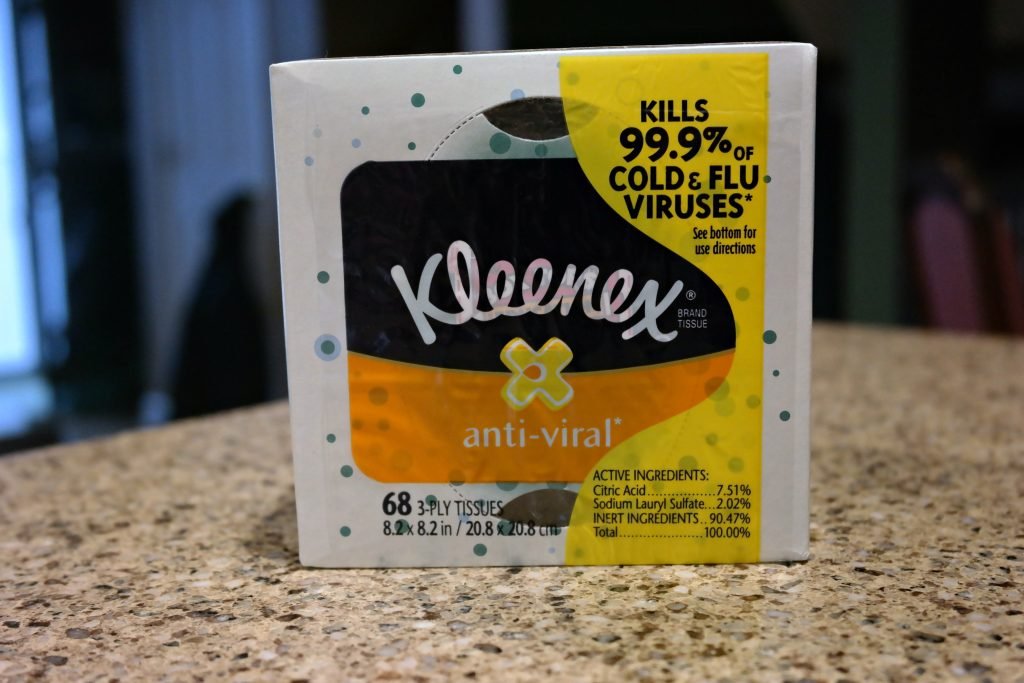 KILLS
99.9% OF
COLD & FLU
VIRUSES*
See bottom for
use directions
Kleenex®
BRAND
TISSUE
anti-viral*
ACTIVE INGREDIENTS:
Citric Acid..................7.51%
Sodium Lauryl Sulfate...2.02%
INERT INGREDIENTS..90.47%
Total......................100.00%
68 3-PLY TISSUES
8.2 x 8.2 in / 20.8 x 20.8 cm